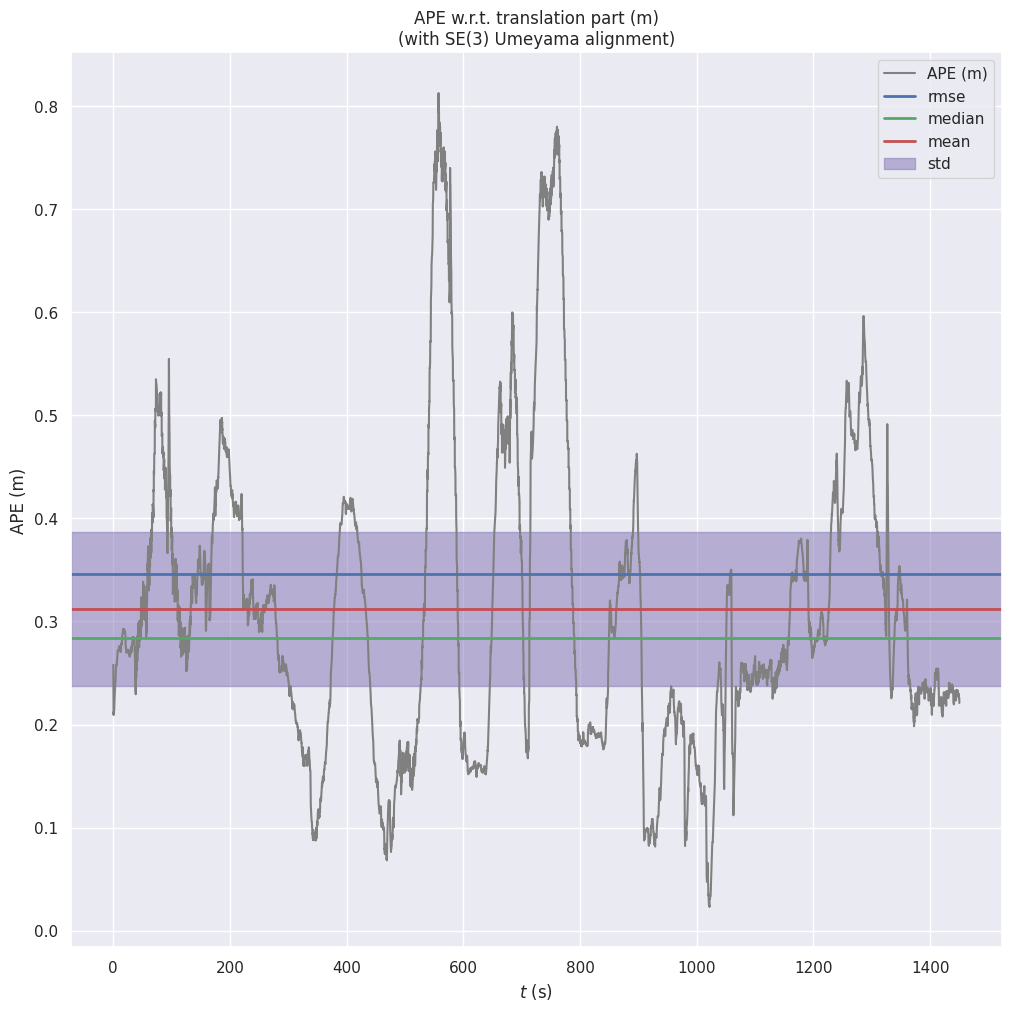 APE w.r.t. translation part (m)
(with SE(3) Umeyama alignment)
APE (m)
rmse
median
mean
std
0.8
0.7
0.6
0.5
0.4
0.3
0.2
0.1
0.0
APE (m)
0 200 400 600 800 1000 1200 1400
t (s)